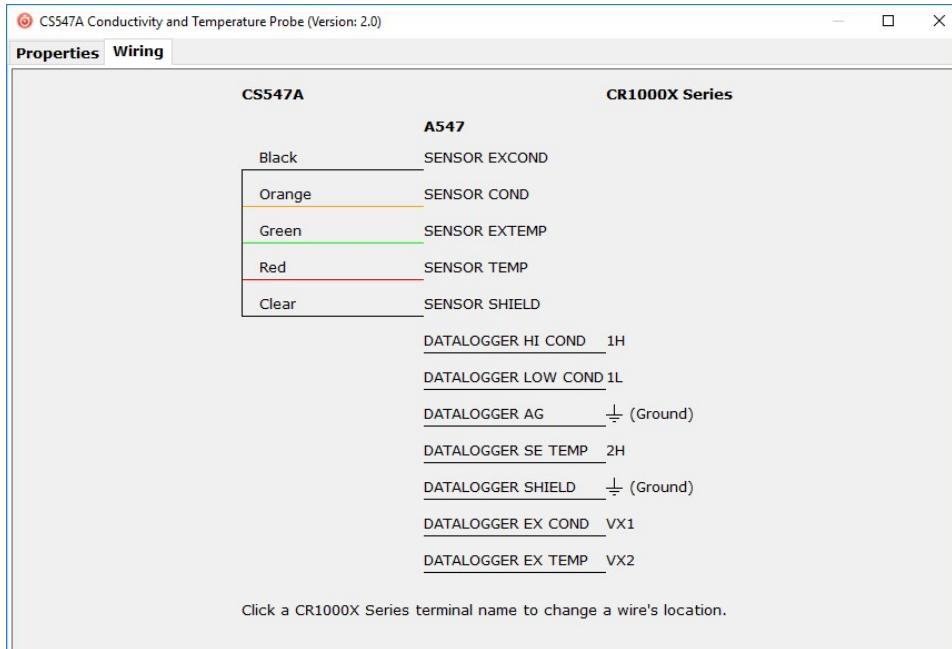 CS547A Conductivity and Temperature Probe (Version: 2.0)
Properties Wiring
CS547A CR1000X Series
A547
Black SENSOR EXCOND
Orange SENSOR COND
Green SENSOR EXTEMP
Red SENSOR TEMP
Clear SENSOR SHIELD
DATALOGGER HI COND 1H
DATALOGGER LOW COND 1L
DATALOGGER AG (Ground)
DATALOGGER SE TEMP 2H
DATALOGGER SHIELD (Ground)
DATALOGGER EX COND VX1
DATALOGGER EX TEMP VX2
Click a CR1000X Series terminal name to change a wire's location.